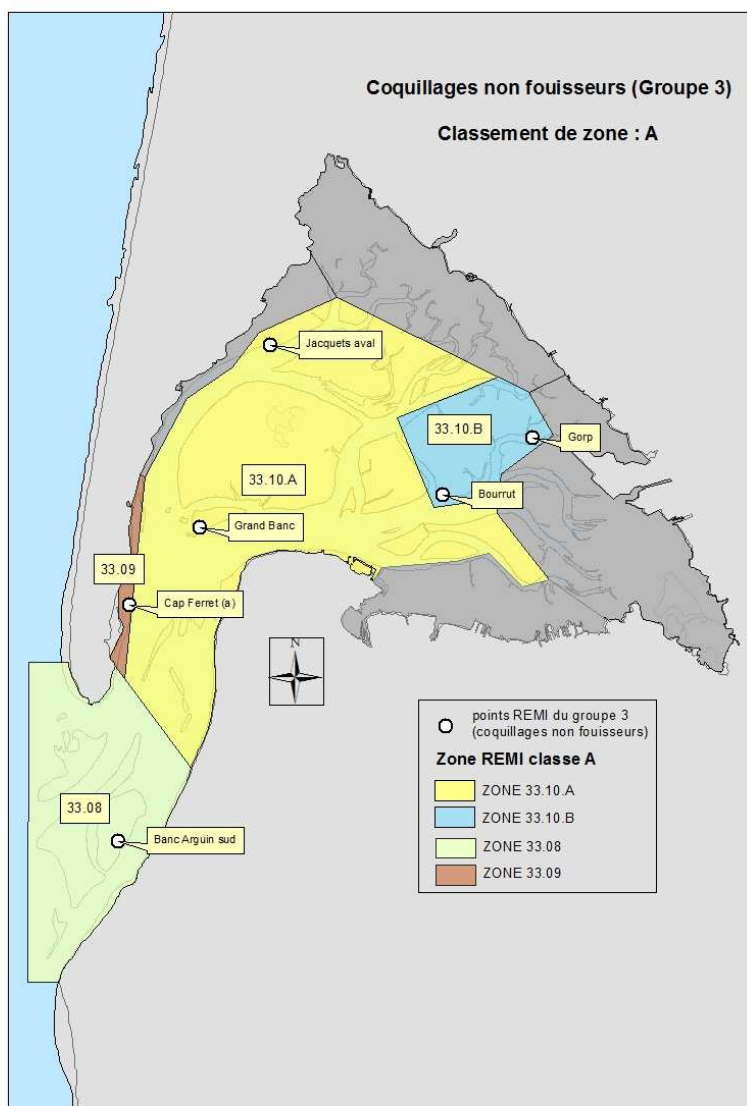 Coquillages non fouisseurs (Groupe 3)
Classement de zone : A
Jacquets aval
33.10.B
Gorp
33.10.A
Bourrut
Grand Banc
33.09
Cap Ferret (a)
N
points REMI du groupe 3
(coquillages non fouisseurs)
Zone REMI classe A
ZONE 33.10.A
ZONE 33.10.B
ZONE 33.08
ZONE 33.09
33.08
Banc Arguin sud